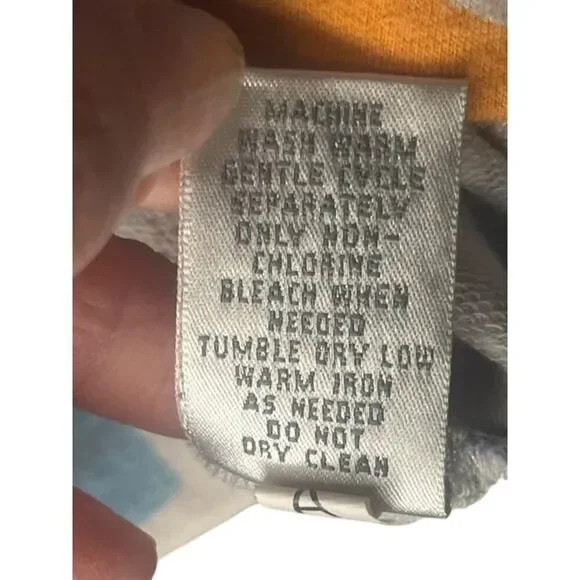 MACHINE
WASH WARM
GENTLE CYCLE
SEPARATELY
ONLY NON-
CHLORINE
BLEACH WHEN
NEEDED
TUMBLE DRY LOW
WARM IRON
AS NEEDED
DO NOT
DRY CLEAN